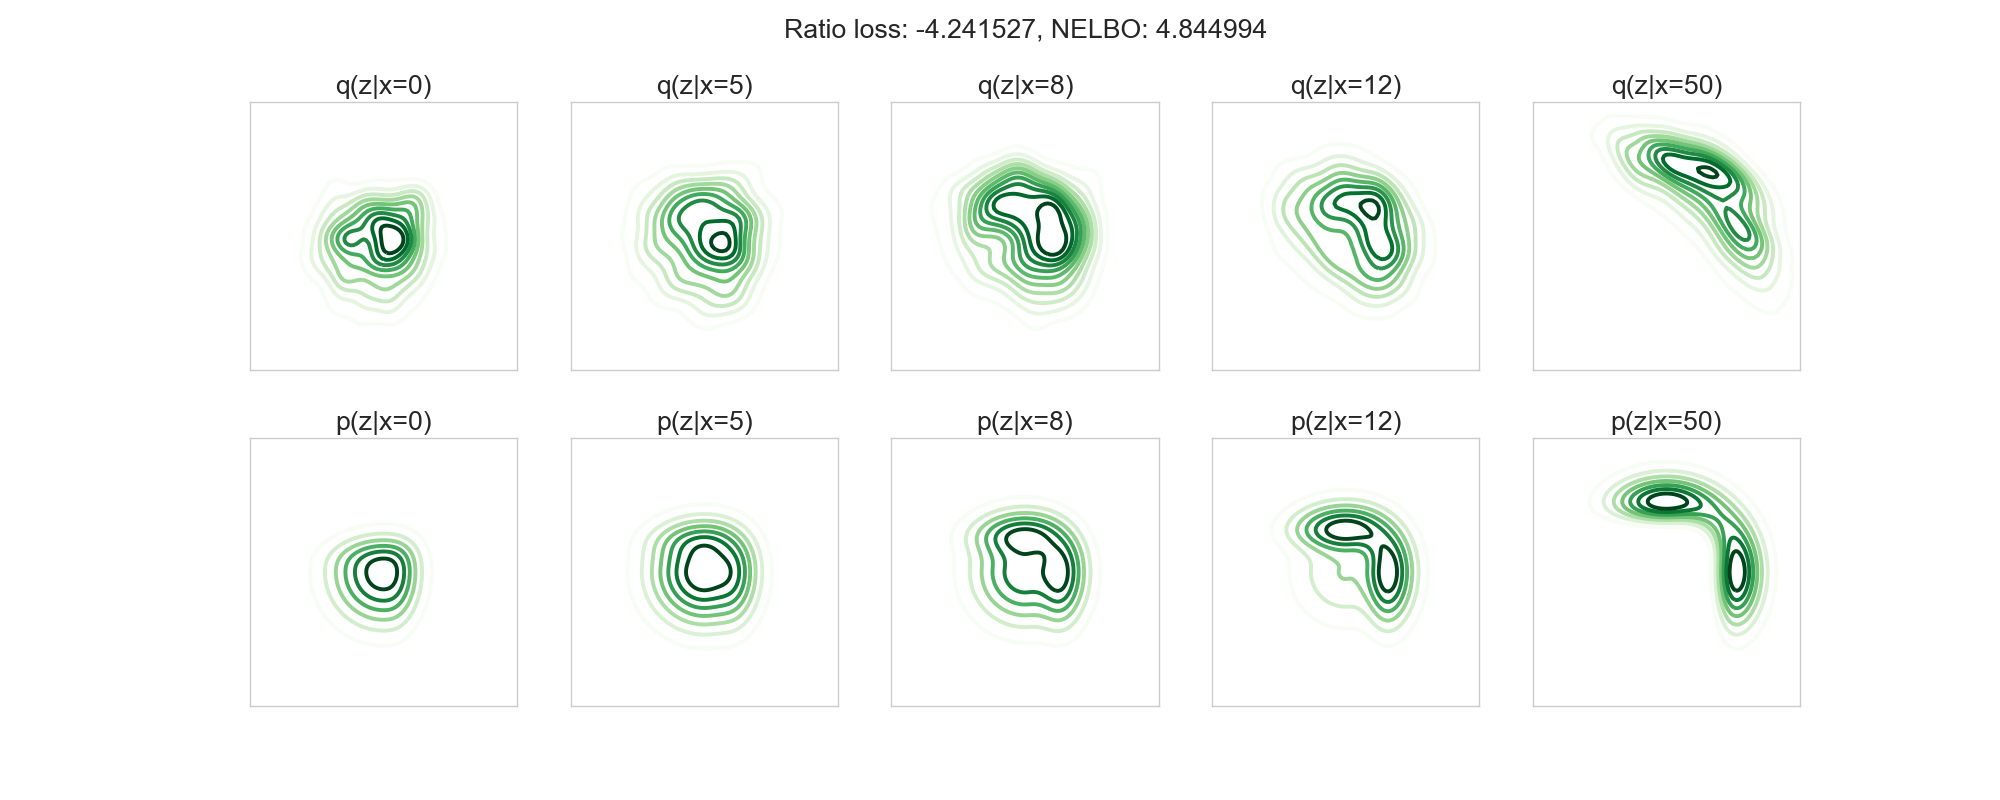 Ratio loss: -4.241527, NELBO: 4.844994
q(z|x=0) q(z|x=5) q(z|x=8) q(z|x=12) q(z|x=50)
p(z|x=0) p(z|x=5) p(z|x=8) p(z|x=12) p(z|x=50)